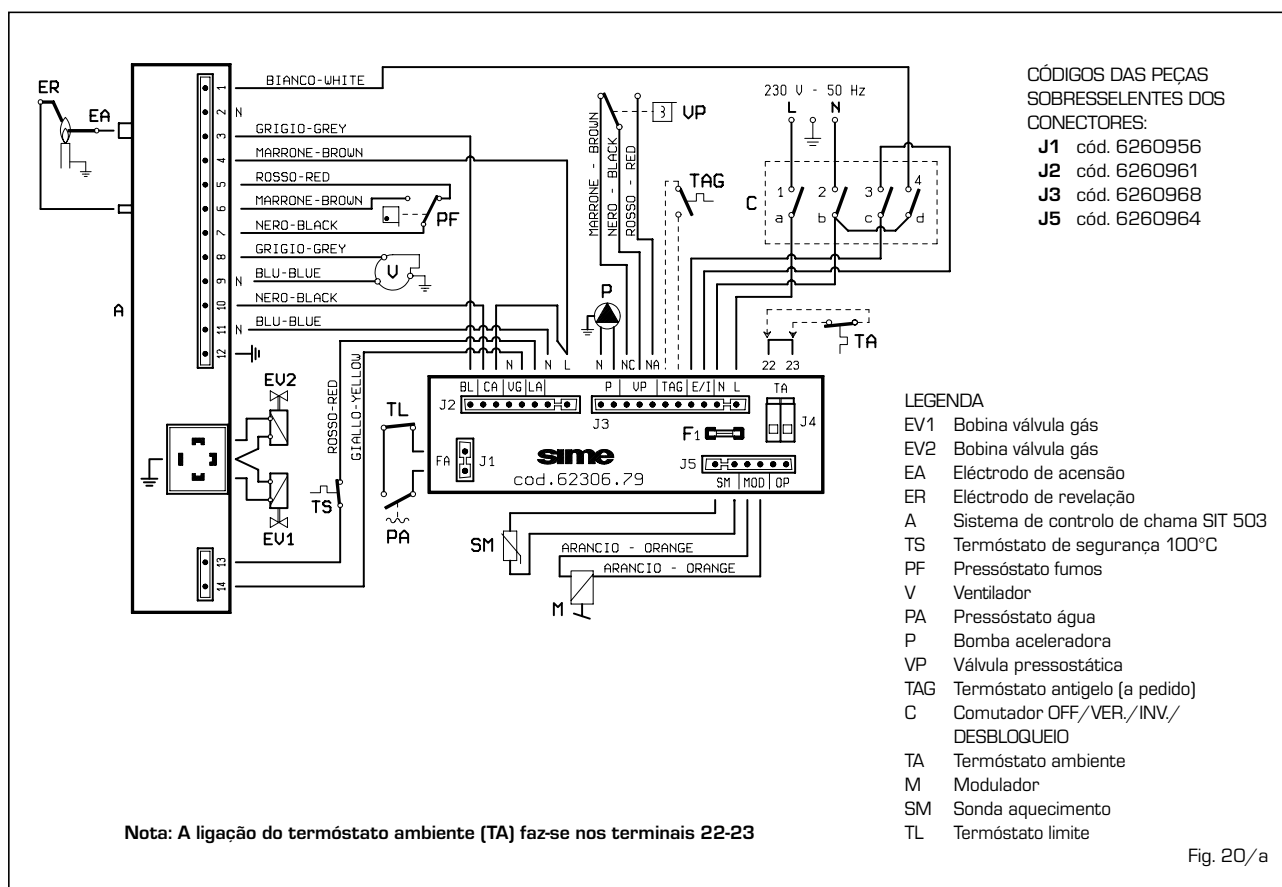 ER
EA
A
1
2
3
4
5
6
7
8
9
10
11
12
13
14
BIANCO-WHITE
N
GRIGIO-GREY
MARRONE-BROWN
ROSSO-RED
MARRONE-BROWN
PF
NERO-BLACK
GRIGIO-GREY
BLU-BLUE
N
V
NERO-BLACK
BLU-BLUE
N
EV2
EV1
ROSSO-RED
GIALLO-YELLOW
TS
TL
PA
MARRONE - BROWN
NERO - BLACK
ROSSO - RED
VP
TAG
P
230 V - 50 Hz
L
N
C
1
2
3
4
a
b
c
d
TA
22 23
N
N
L
N
NC
NA
BL CA VG LA
P VP TAG E/I N L
TA
J2
J3
J4
FA
J1
F1
J5
sime
cod.62306.79
SM MOD OP
SM
ARANCIO - ORANGE
ARANCIO - ORANGE
M
CÓDIGOS DAS PEÇAS
SOBRESSELENTES DOS
CONECTORES:
J1 cód. 6260956
J2 cód. 6260961
J3 cód. 6260968
J5 cód. 6260964
LEGENDA
EV1 Bobina válvula gás
EV2 Bobina válvula gás
EA Eléctrodo de acensão
ER Eléctrodo de revelação
A Sistema de controlo de chama SIT 503
TS Termóstato de segurança 100°C
PF Pressóstato fumos
V Ventilador
PA Pressóstato água
P Bomba aceleradora
VP Válvula pressostática
TAG Termóstato antigelo (a pedido)
C Comutador OFF/VER./INV./
DESBLOQUEIO
TA Termóstato ambiente
M Modulador
SM Sonda aquecimento
TL Termóstato limite
Nota: A ligação do termóstato ambiente (TA) faz-se nos terminais 22-23
Fig. 20/a